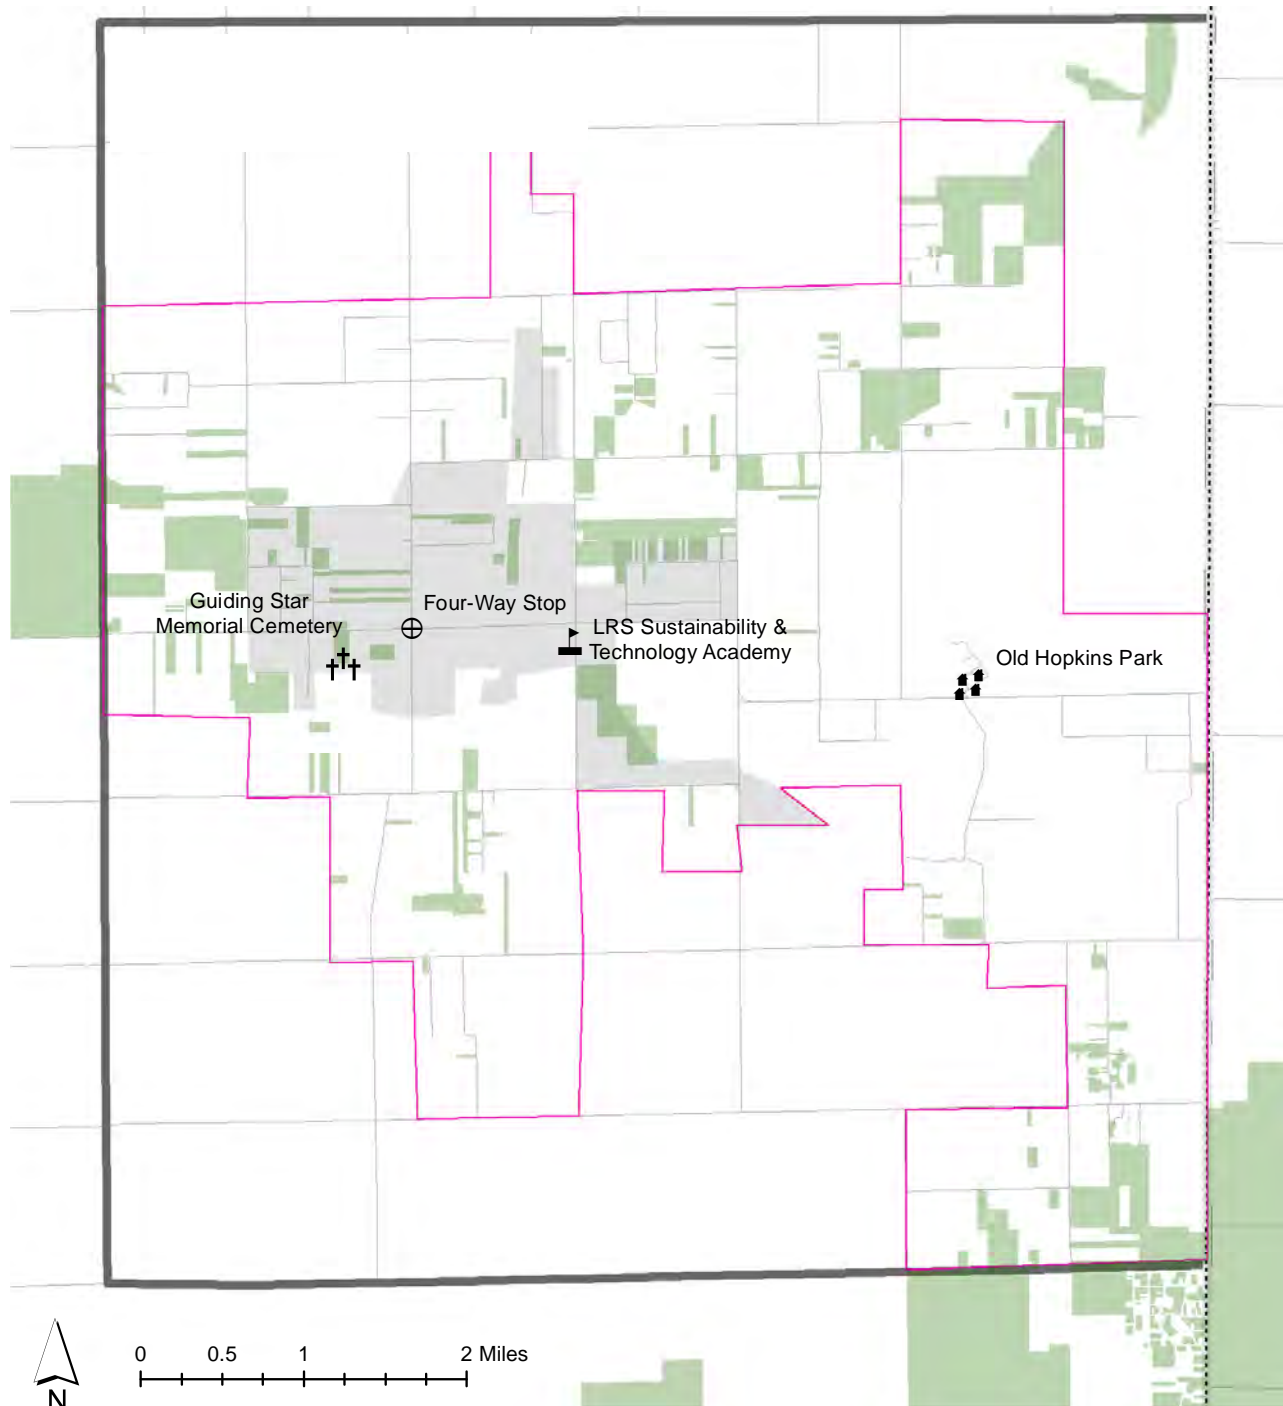 Guiding Star
Memorial Cemetery
Four-Way Stop
LRS Sustainability &
Technology Academy
Old Hopkins Park
0 0.5 1 2 Miles
N